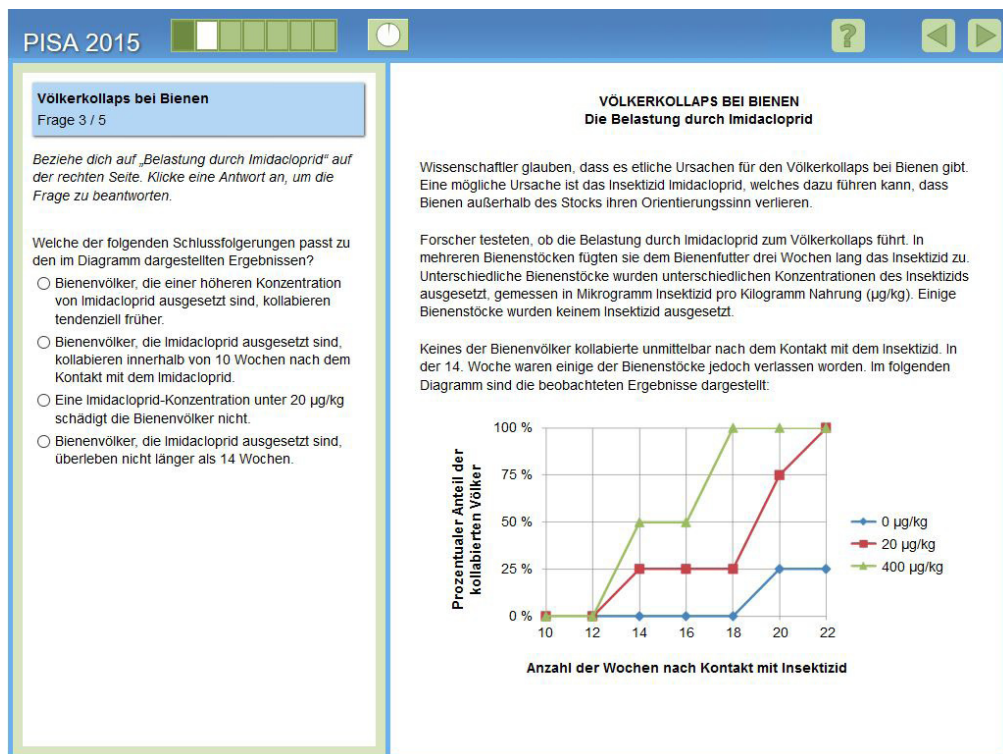 PISA 2015
?
Völkerkollaps bei Bienen
Frage 3 / 5
Beziehe dich auf „Belastung durch Imidacloprid“ auf
der rechten Seite. Klicke eine Antwort an, um die
Frage zu beantworten.
Welche der folgenden Schlussfolgerungen passt zu
den im Diagramm dargestellten Ergebnissen?
Bienenvölker, die einer höheren Konzentration
von Imidacloprid ausgesetzt sind, kollabieren
tendenziell früher.
Bienenvölker, die Imidacloprid ausgesetzt sind,
kollabieren innerhalb von 10 Wochen nach dem
Kontakt mit dem Imidacloprid.
Eine Imidacloprid-Konzentration unter 20 µg/kg
schädigt die Bienenvölker nicht.
Bienenvölker, die Imidacloprid ausgesetzt sind,
überleben nicht länger als 14 Wochen.
VÖLKERKOLLAPS BEI BIENEN
Die Belastung durch Imidacloprid
Wissenschaftler glauben, dass es etliche Ursachen für den Völkerkollaps bei Bienen gibt.
Eine mögliche Ursache ist das Insektizid Imidacloprid, welches dazu führen kann, dass
Bienen außerhalb des Stocks ihren Orientierungssinn verlieren.
Forscher testeten, ob die Belastung durch Imidacloprid zum Völkerkollaps führt. In
mehreren Bienenstöcken fügten sie dem Bienenfutter drei Wochen lang das Insektizid zu.
Unterschiedliche Bienenstöcke wurden unterschiedlichen Konzentrationen des Insektizids
ausgesetzt, gemessen in Mikrogramm Insektizid pro Kilogramm Nahrung (µg/kg). Einige
Bienenstöcke wurden keinem Insektizid ausgesetzt.
Keines der Bienenvölker kollabierte unmittelbar nach dem Kontakt mit dem Insektizid. In
der 14. Woche waren einige der Bienenstöcke jedoch verlassen worden. Im folgenden
Diagramm sind die beobachteten Ergebnisse dargestellt:
Prozentualer Anteil der
kollabierten Völker
100 %
75 %
50 %
25 %
0 %
10 12 14 16 18 20 22
0 µg/kg
20 µg/kg
400 µg/kg
Anzahl der Wochen nach Kontakt mit Insektizid